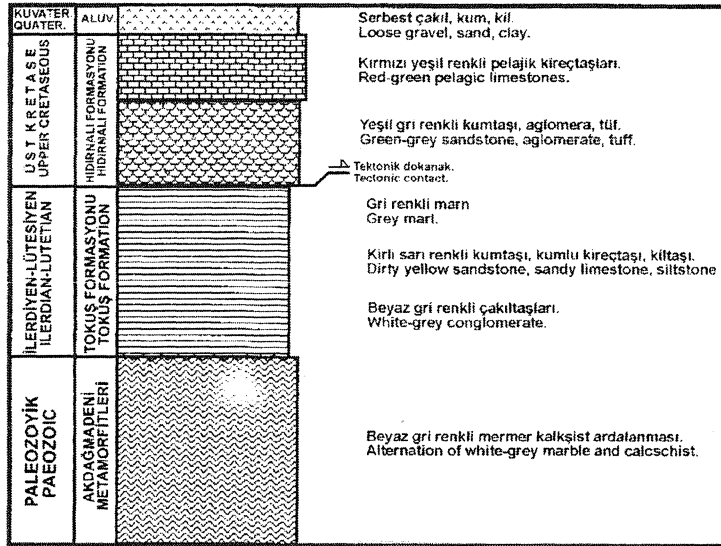 KUVATER
QUATER.
ALUV.
Serbest çakıl, kum, kil.
Loose gravel, sand, clay.
ÜST KRETASE
UPPER CRETASEOUS
HIDIRNALI FORMASYONU
HIDIRNALI FORMATION
Kırmızı yeşil renkli pelajik kireçtaşları.
Red-green pelagic limestones.
Yeşil gri renkli kumtaşı, aglomera, tüf.
Green-grey sandstone, aglomerate, tuff.
Tektonik dokanak.
Tectonic contact.
İLERDİYEN-LÜTESİYEN
ILERDIAN-LUTETIAN
TOKUŞ FORMASYONU
TOKUŞ FORMATION
Gri renkli marn
Grey marl.
Kirli sarı renkli kumtaşı, kumlu kireçtaşı, kiltaşı
Dirty yellow sandstone, sandy limestone, siltstone
Beyaz gri renkli çakıltaşları.
White-grey conglomerate.
PALEOZOYİK
PAEOZOIC
AKDAĞMADENİ
METAMORFİTLERİ
Beyaz gri renkli mermer kalkşist ardalanması.
Alternation of white-grey marble and calcschist.